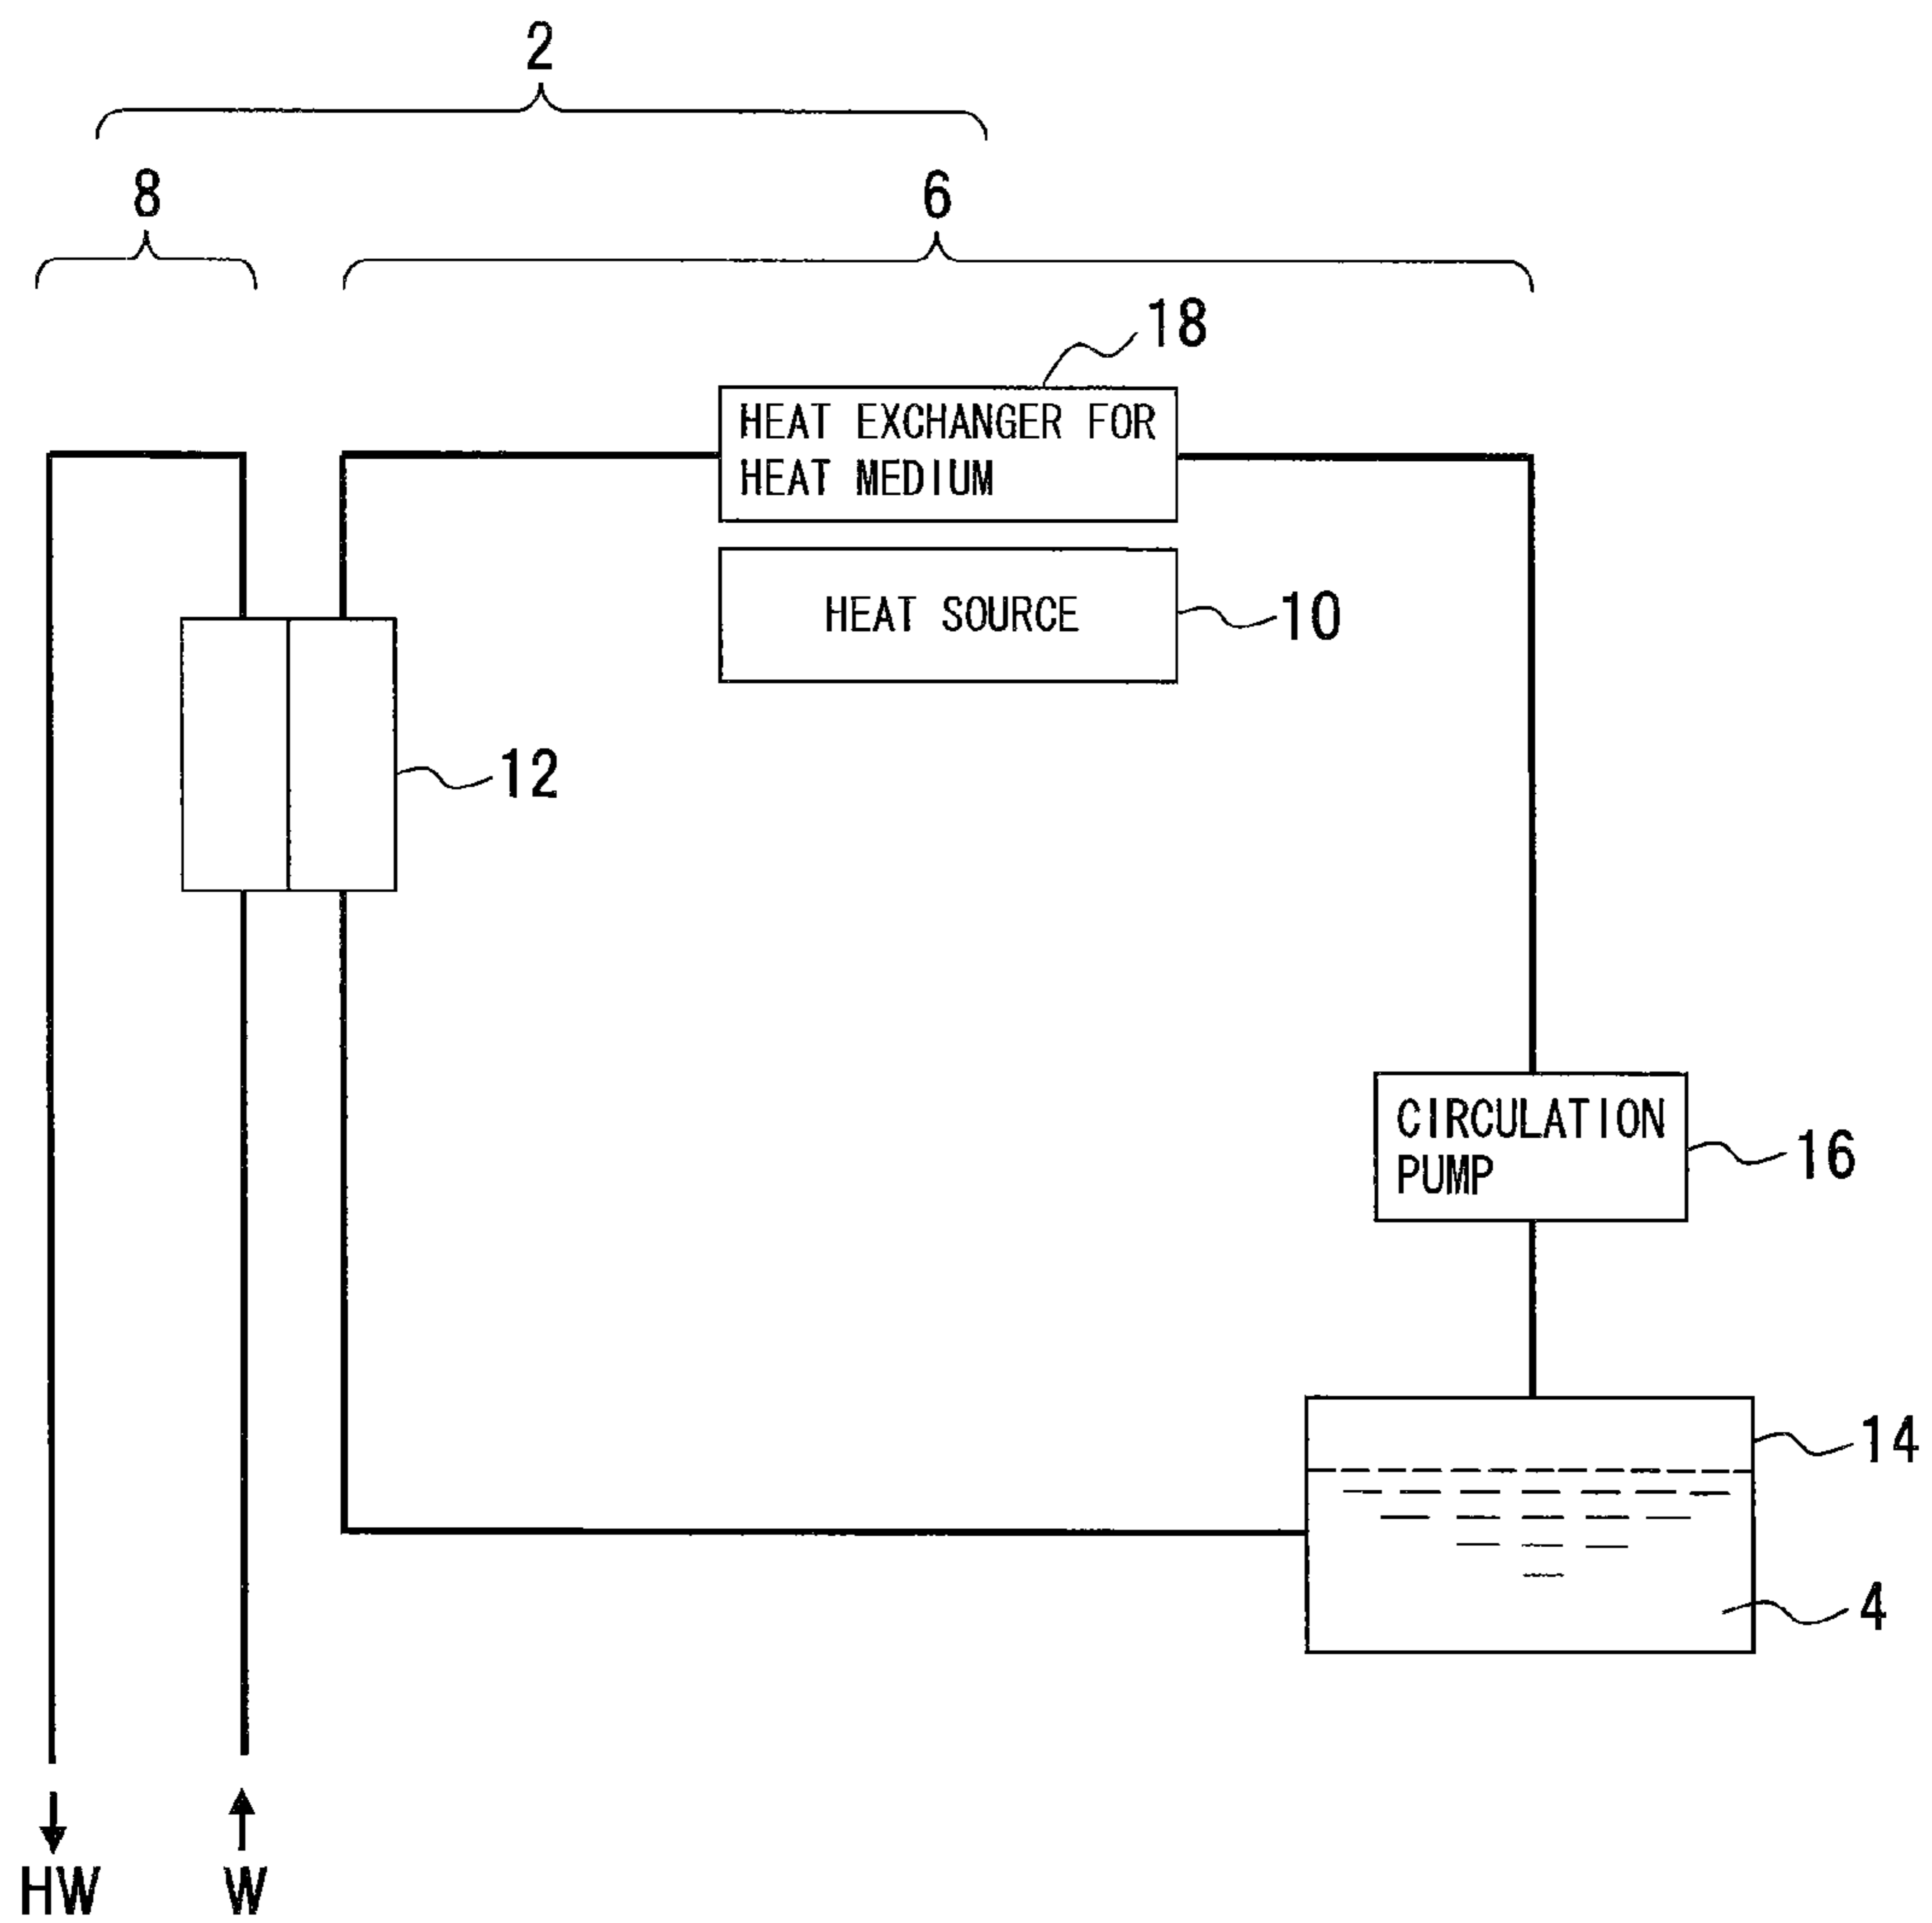 2
8
6
18
HEAT EXCHANGER FOR
HEAT MEDIUM
HEAT SOURCE
10
12
CIRCULATION
PUMP
16
14
4
HW
W